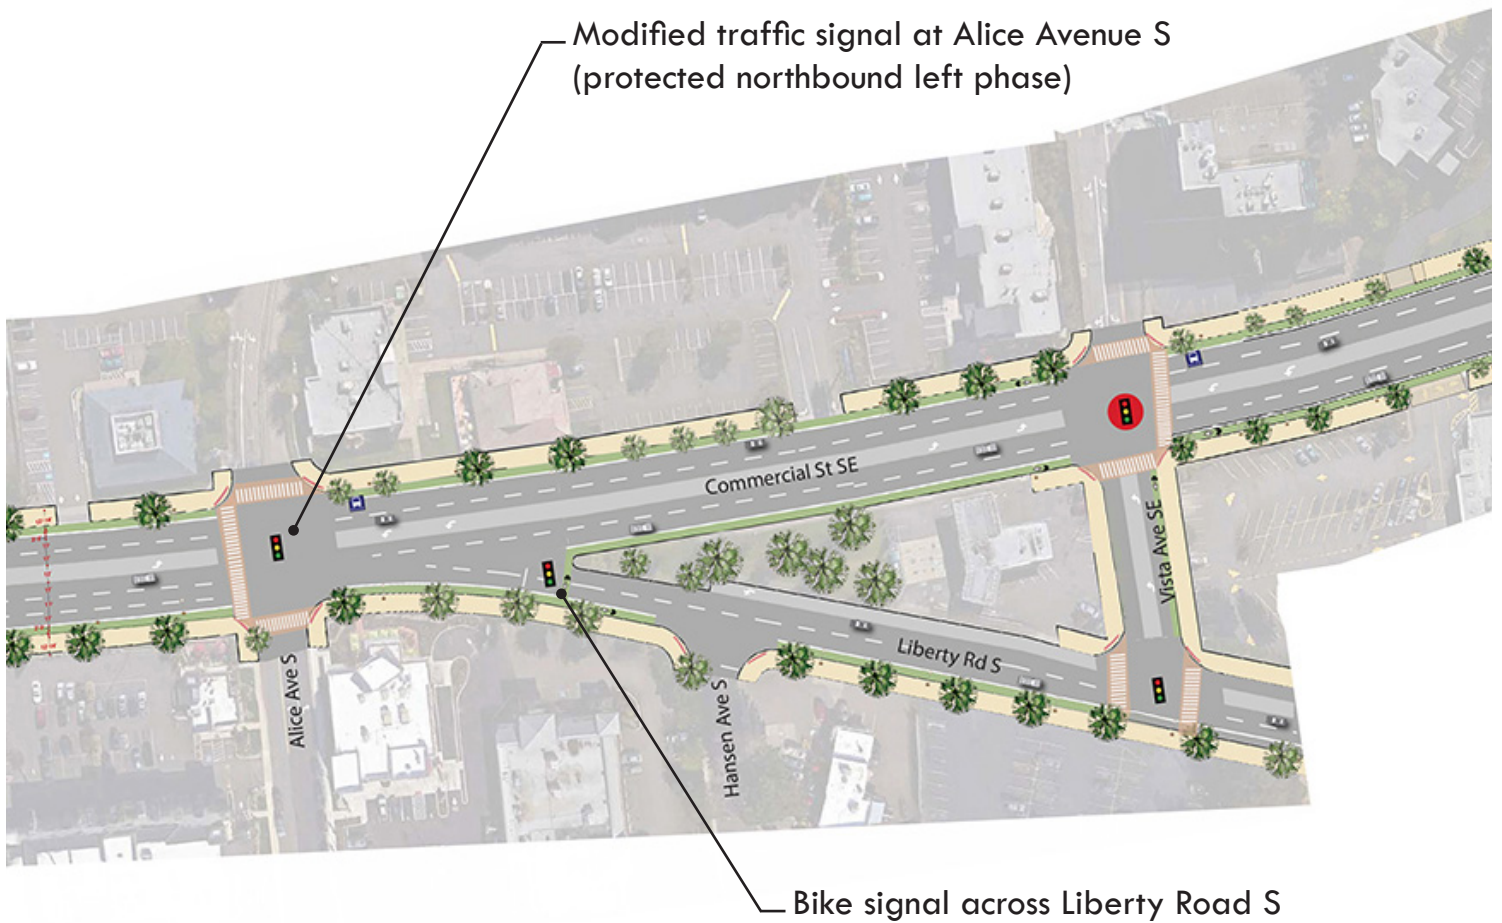 Modified traffic signal at Alice Avenue S
(protected northbound left phase)
Commercial St SE
Vista Ave SE
Liberty Rd S
Alice Ave S
Hansen Ave S
Bike signal across Liberty Road S